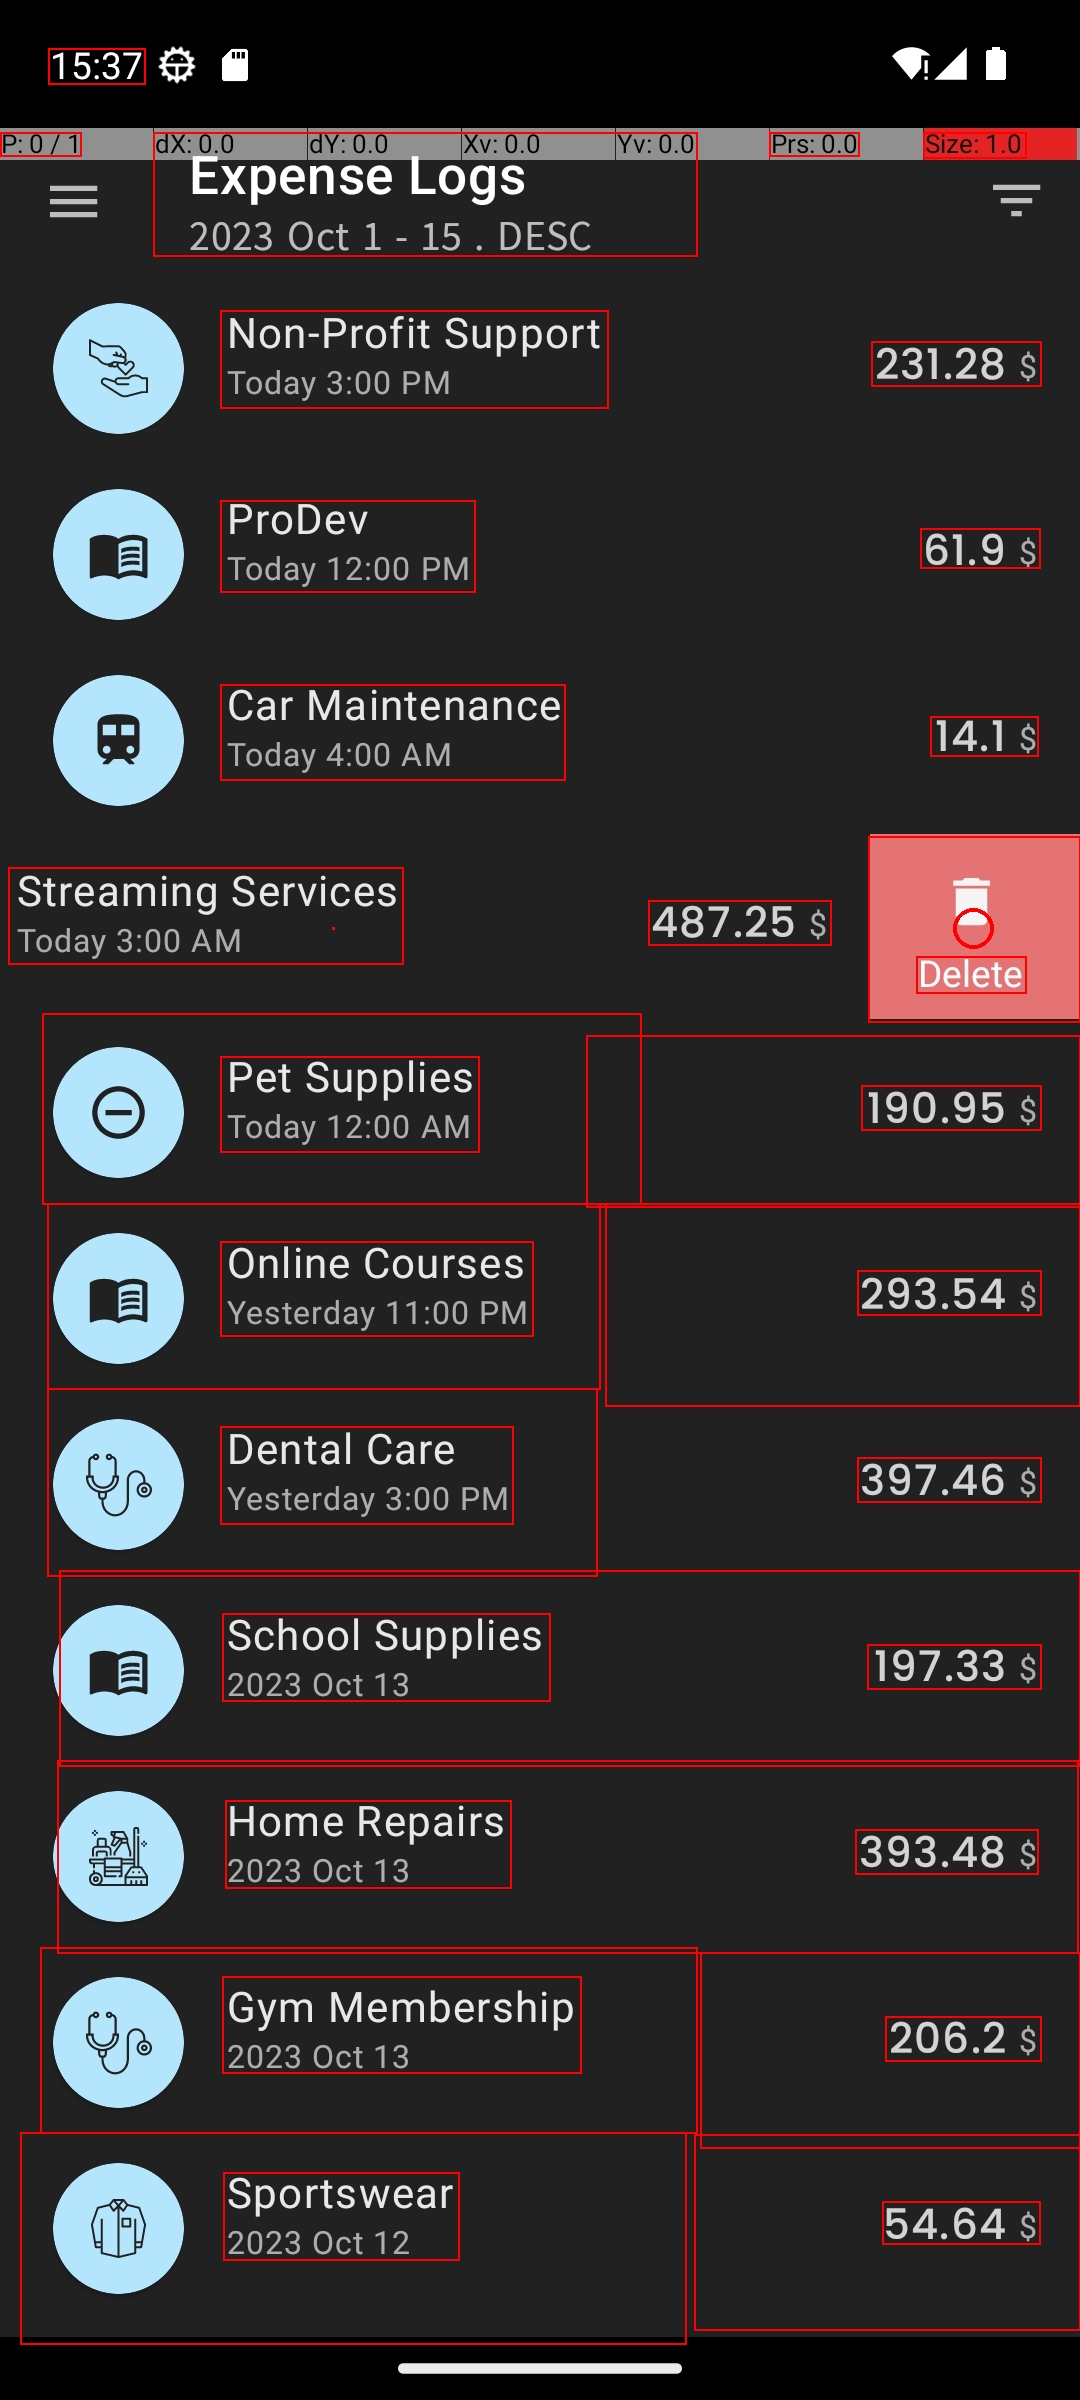 15:37
P: 0 / 1 dX: 0.0 dY: 0.0 Xv: 0.0 Yv: 0.0 Prs: 0.0 Size: 1.0
Expense Logs
2023 Oct 1 - 15 . DESC
Non-Profit Support
Today 3:00 PM
231.28 $
ProDev
Today 12:00 PM
61.9 $
Car Maintenance
Today 4:00 AM
14.1 $
Streaming Services
Today 3:00 AM
487.25 $
Delete
Pet Supplies
Today 12:00 AM
190.95 $
Online Courses
Yesterday 11:00 PM
293.54 $
Dental Care
Yesterday 3:00 PM
397.46 $
School Supplies
2023 Oct 13
197.33 $
Home Repairs
2023 Oct 13
393.48 $
Gym Membership
2023 Oct 13
206.2 $
Sportswear
2023 Oct 12
54.64 $